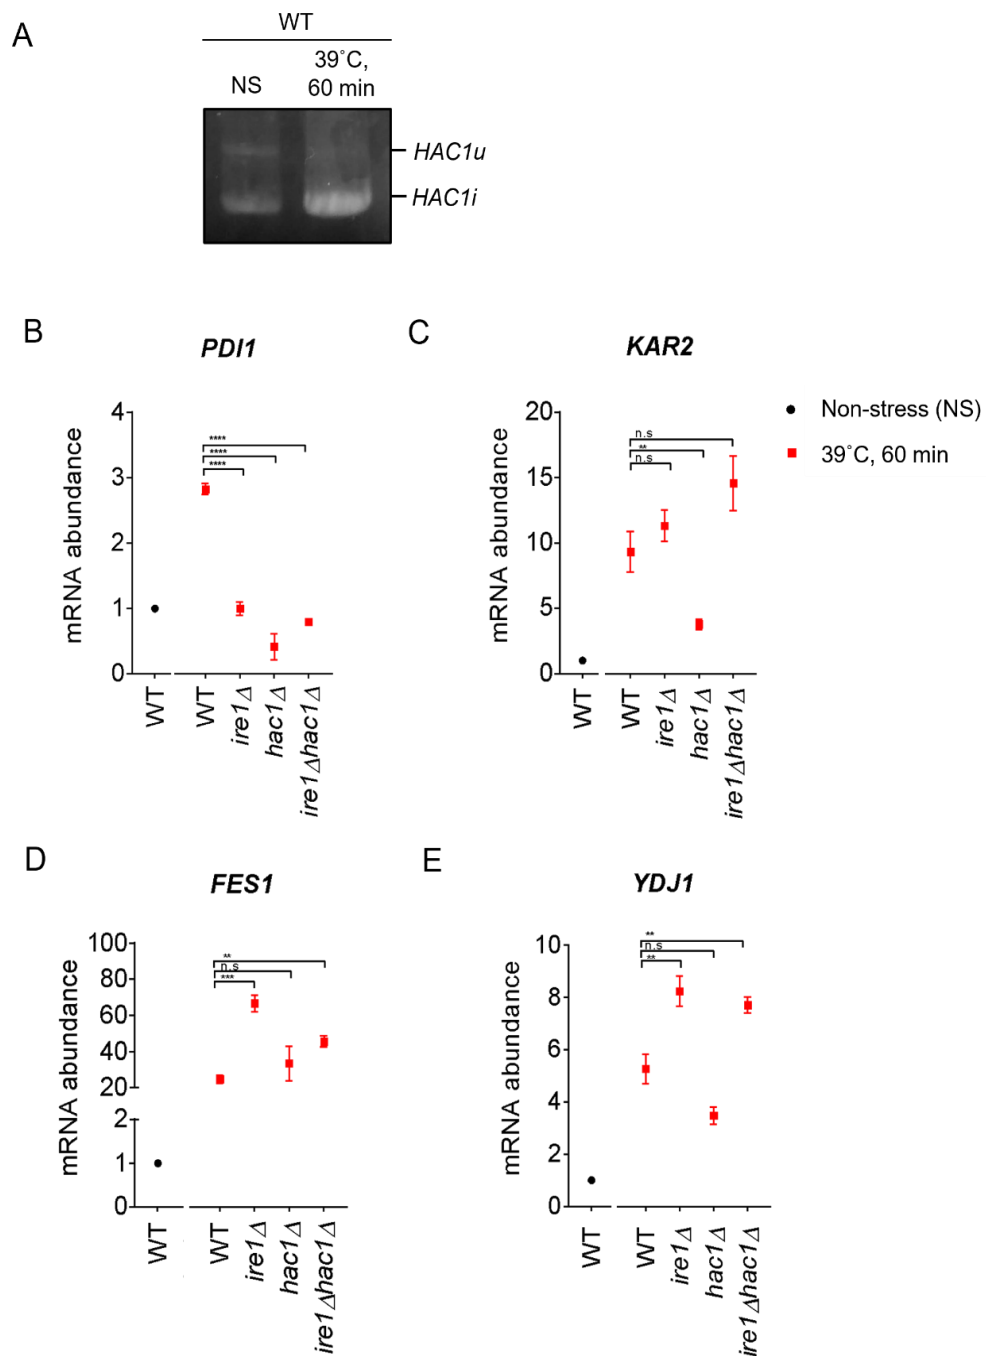 A
WT
NS
39˚C,
60 min
HAC1u
HAC1i
B
PDI1
mRNA abundance
4
3
2
1
0
****
****
****
WT
WT
ire1Δ
hac1Δ
ire1Δhac1Δ
C
KAR2
mRNA abundance
20
15
10
5
0
n.s
**
n.s
WT
WT
ire1Δ
hac1Δ
ire1Δhac1Δ
Non-stress (NS)
39˚C, 60 min
D
FES1
mRNA abundance
100
80
60
40
20
2
1
0
**
n.s
***
WT
WT
ire1Δ
hac1Δ
ire1Δhac1Δ
E
YDJ1
mRNA abundance
10
8
6
4
2
0
**
n.s
**
WT
WT
ire1Δ
hac1Δ
ire1Δhac1Δ